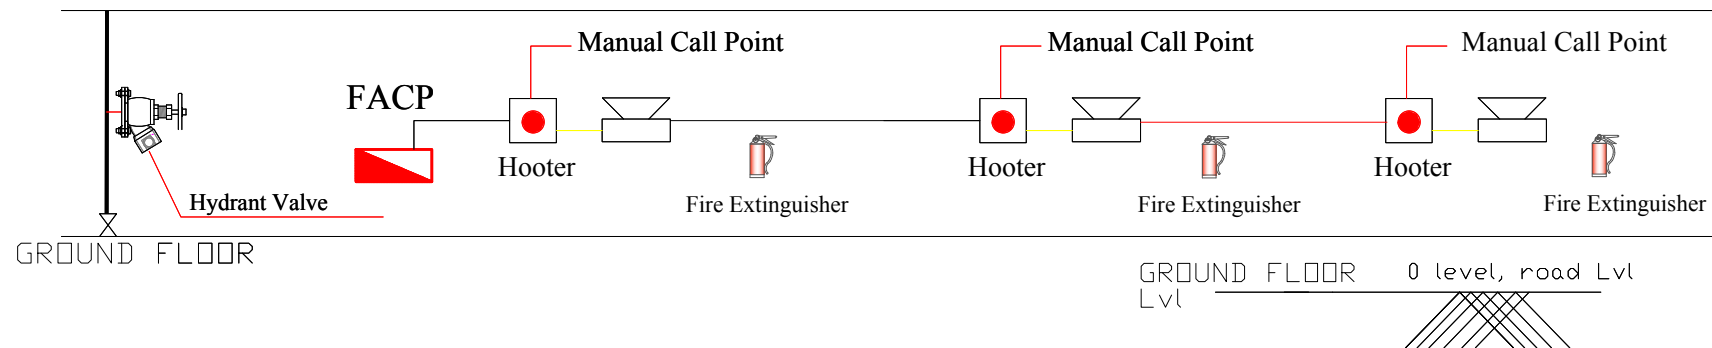 Manual Call Point
Manual Call Point
Manual Call Point
FACP
Hooter
Hooter
Hooter
Hydrant Valve
Fire Extinguisher
Fire Extinguisher
Fire Extinguisher
GROUND FLOOR
GROUND FLOOR 0 level, road Lvl
Lvl